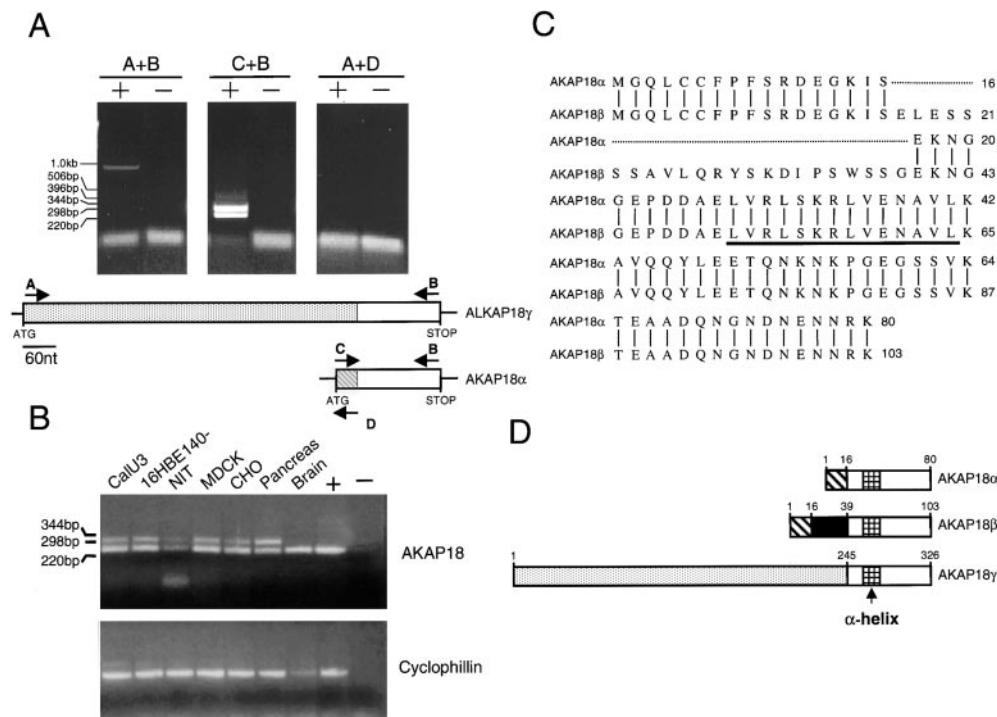 A
A+B C+B A+D
+ − + − + −
1.0kb
506bp
396bp
344bp
298bp
220bp
A B
ALKAP18γ
ATG STOP
60nt
C B
AKAP18α
ATG STOP
D
B
CalU3 16HBE140- NIT MDCK CHO Pancreas Brain + −
344bp
298bp
220bp
AKAP18
Cyclophillin
C
AKAP18α M G Q L C C F P F S R D E G K I S 16
AKAP18β M G Q L C C F P F S R D E G K I S E L E S S 21
AKAP18α E K N G 20
AKAP18β S S A V L Q R Y S K D I P S W S S G E K N G 43
AKAP18α G E P D D A E L V R L S K R L V E N A V L K 42
AKAP18β G E P D D A E L V R L S K R L V E N A V L K 65
AKAP18α A V Q Q Y L E E T Q N K N K P G E G S S V K 64
AKAP18β A V Q Q Y L E E T Q N K N K P G E G S S V K 87
AKAP18α T E A A D Q N G N D N E N N R K 80
AKAP18β T E A A D Q N G N D N E N N R K 103
D
1 16 80
AKAP18α
1 16 39 103
AKAP18β
1 245 326
AKAP18γ
α-helix